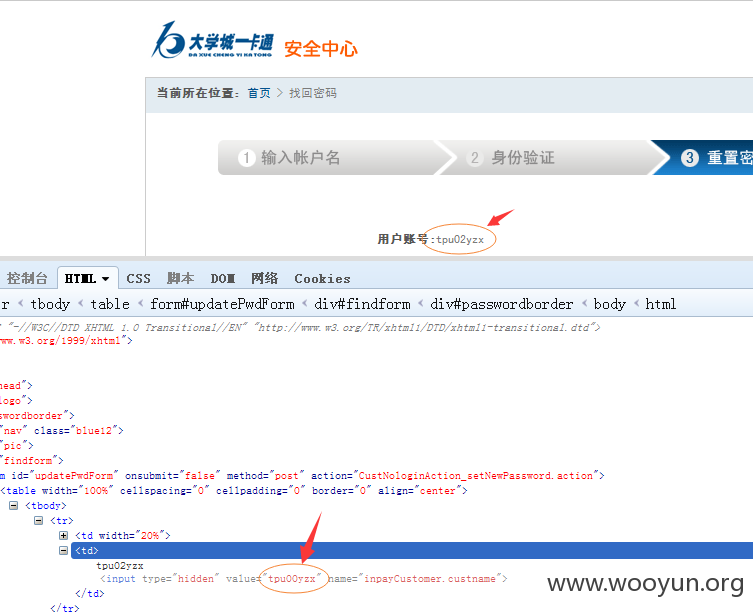 大学城一卡通
DA XUE CHENG YI KA TONG
安全中心
当前所在位置： 首页 > 找回密码
1 输入帐户名
2 身份验证
3 重置密
用户账号:tpu02yzx
控制台 HTML CSS 脚本 DOM 网络 Cookies
r < tbody < table < form#updatePwdForm < div#findform < div#passwordborder < body < html
"-//W3C//DTD XHTML 1.0 Transitional//EN" "http://www.w3.org/TR/xhtml1/DTD/xhtml1-transitional.dtd">
ww.w3.org/1999/xhtml">
head">
logo">
swordborder">
"nav" class="blue12">
"pic">
"findform">
m id="updatePwdForm" onsubmit="false" method="post" action="CustNologinAction_setNewPassword.action">
<table width="100%" cellspacing="0" cellpadding="0" border="0" align="center">
<tbody>
<tr>
<td width="20%">
<td>
tpu02yzx
<input type="hidden" value="tpu00yzx" name="inpayCustomer.custname">
</td>
</tr>
www.wooyun.org